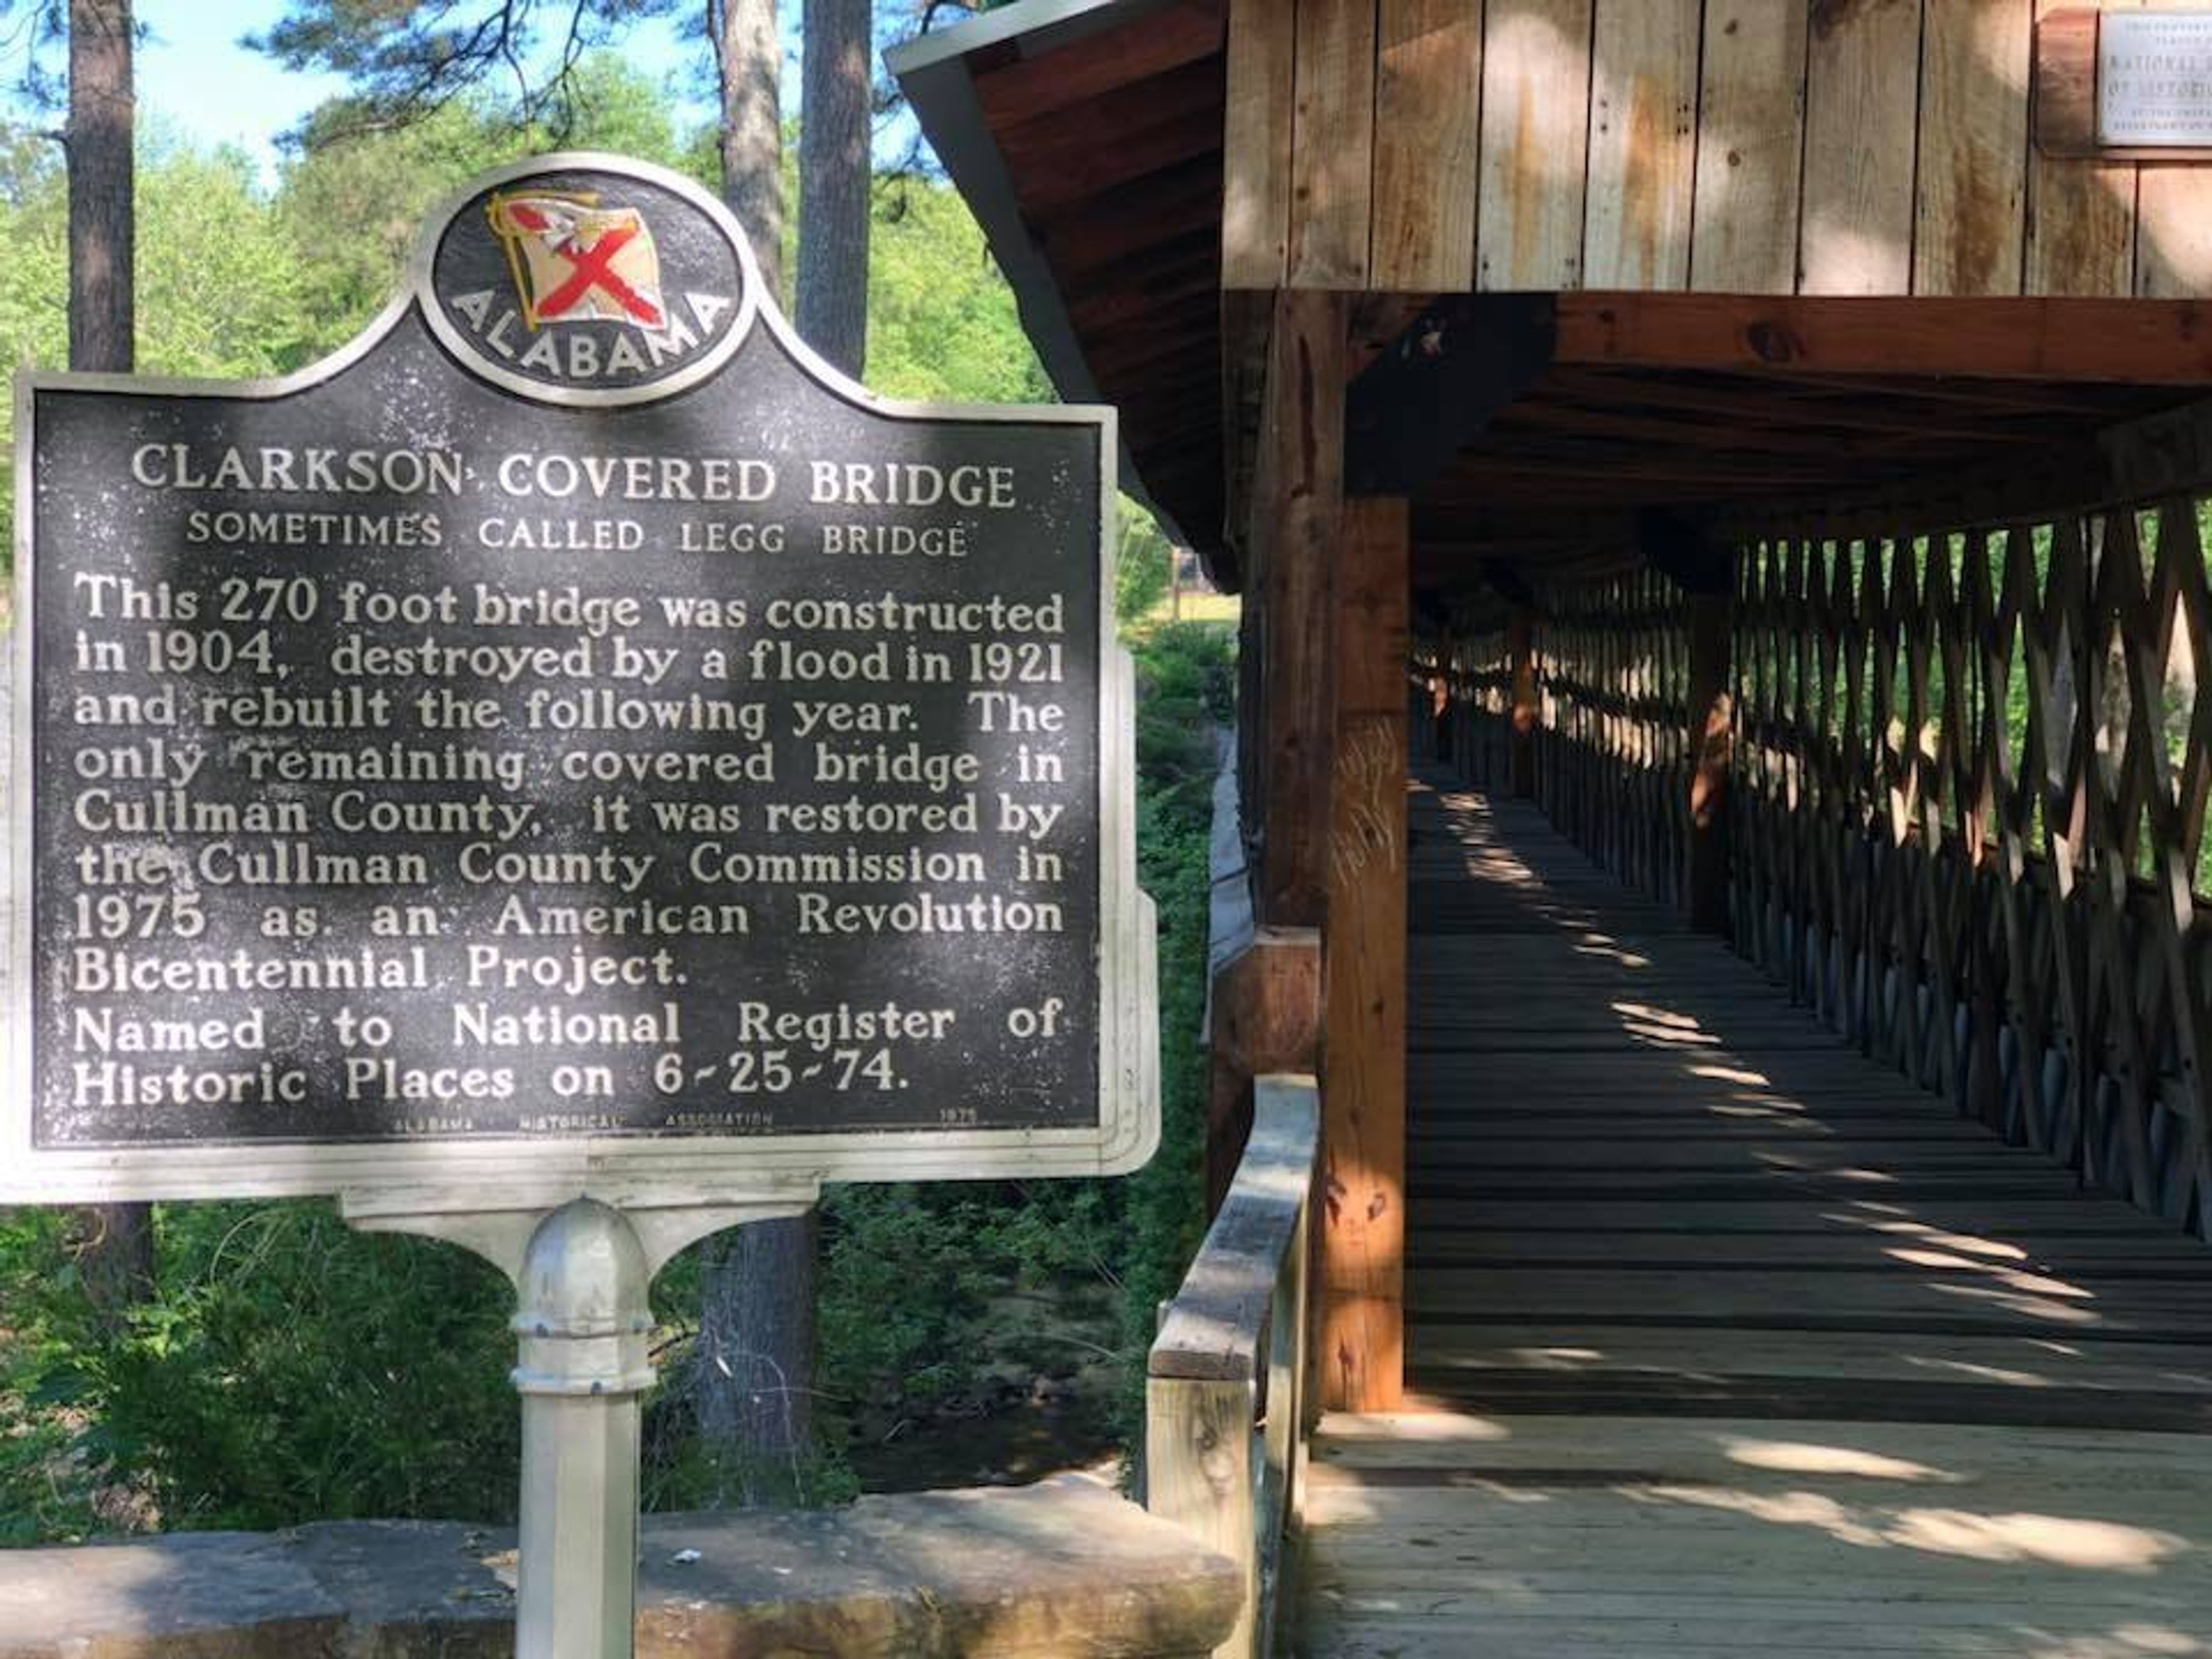 ALABAMA
CLARKSON COVERED BRIDGE
SOMETIMES CALLED LEGG BRIDGE
This 270 foot bridge was constructed
in 1904, destroyed by a flood in 1921
and rebuilt the following year. The
only remaining covered bridge in
Cullman County, it was restored by
the Cullman County Commission in
1975 as an American Revolution
Bicentennial Project.
Named to National Register of
Historic Places on 6-25-74.
ALABAMA HISTORICAL ASSOCIATION 1975
NATIONAL